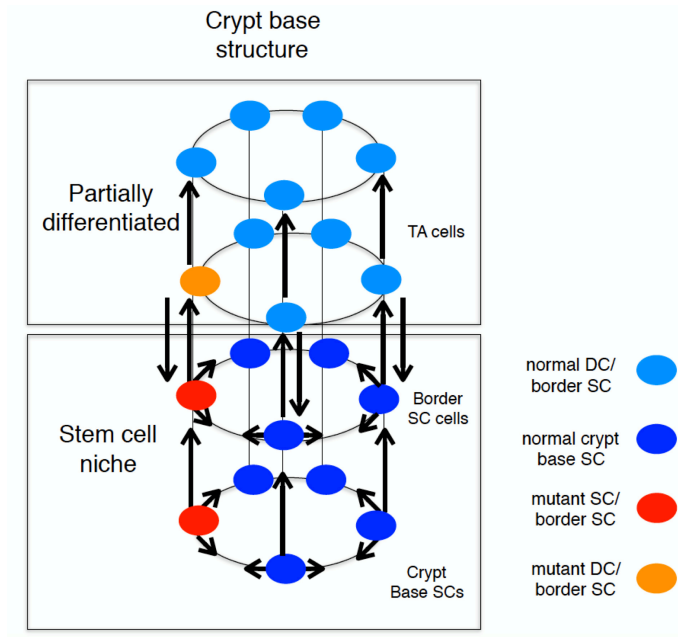 Crypt base
structure
Partially
differentiated
TA cells
Stem cell
niche
Border
SC cells
Crypt
Base SCs
normal DC/
border SC
normal crypt
base SC
mutant SC/
border SC
mutant DC/
border SC